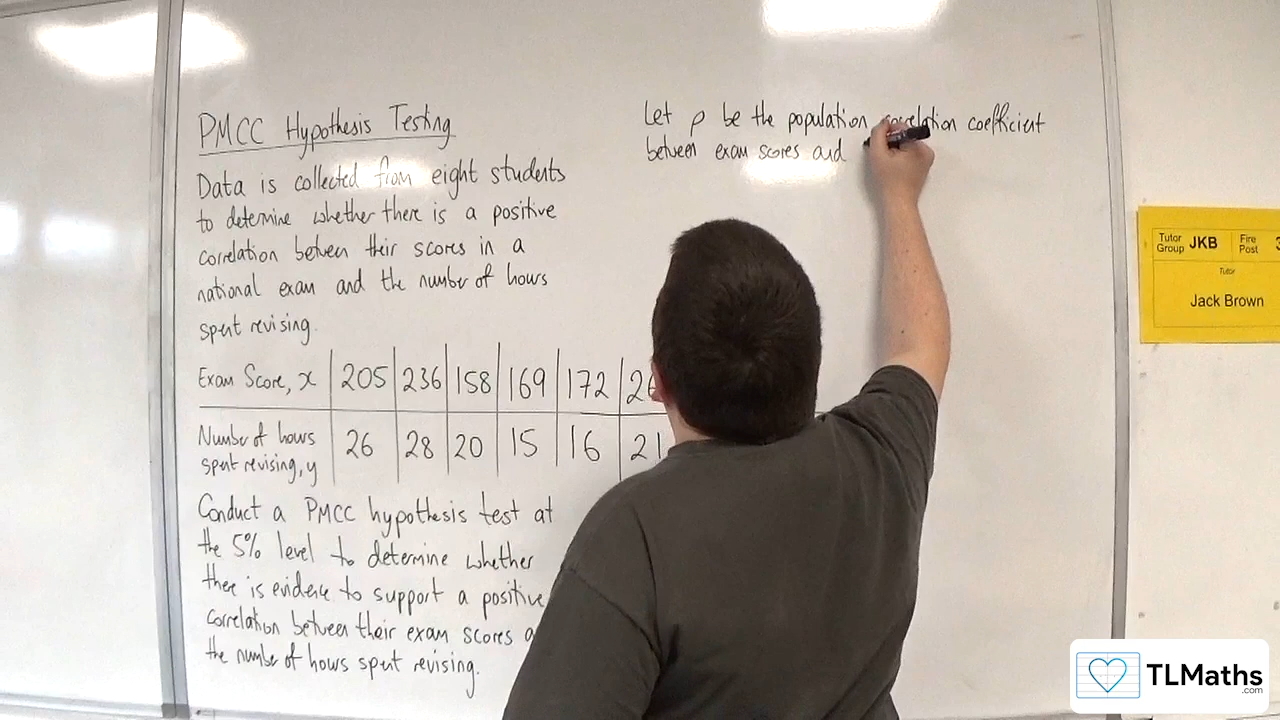 PMCC Hypothesis Testing
Data is collected from eight students
to determine whether there is a positive
correlation between their scores in a
national exam and the number of hours
spent revising.
Exam Score, x 205 236 158 169 172
Number of hours
spent revising, y 26 28 20 15 16 21
Conduct a PMCC hypothesis test at
the 5% level to determine whether
there is evidence to support a positive
correlation between their exam scores
the number of hours spent revising.
Let ρ be the population correlation coefficient
between exam scores and
Tutor
Group JKB
Fire
Post 3
Tutor
Jack Brown
TLMaths
.com